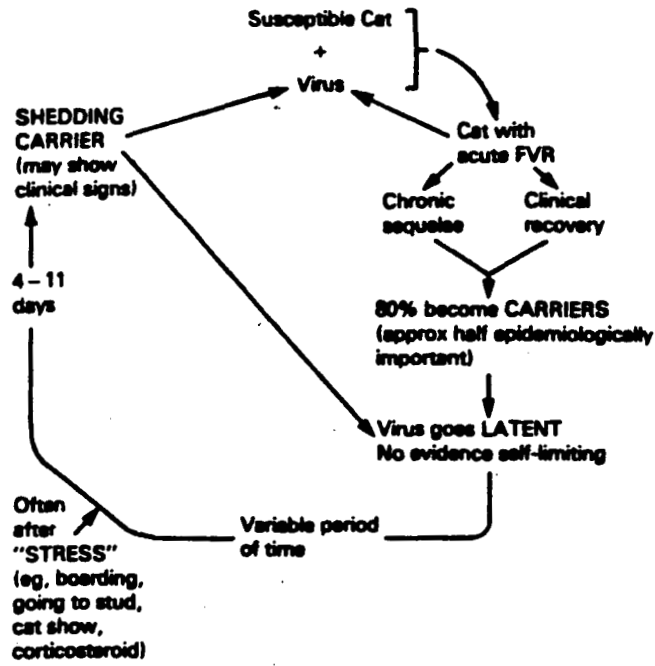 Susceptible Cat
+
Virus
SHEDDING
CARRIER
(may show
clinical signs)
Cat with
acute FVR
Chronic
sequelae
Clinical
recovery
4-11
days
80% become CARRIERS
(approx half epidemiologically
important)
Virus goes LATENT
No evidence self-limiting
Variable period
of time
Often
after
"STRESS"
(eg, boarding,
going to stud,
cat show,
corticosteroid)